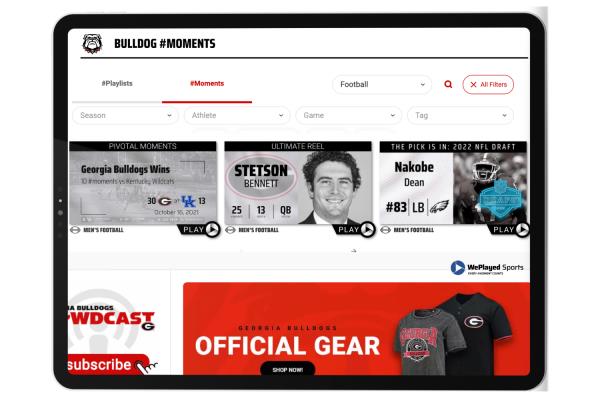 BULLDOG #MOMENTS
#Playlists
#Moments
Football
All Filters
Season
Athlete
Game
Tag
PIVOTAL MOMENTS
Georgia Bulldogs Wins
10 #moments vs Kentucky Wildcats
30 G at UK 13
October 16, 2021
MEN'S FOOTBALL
PLAY
ULTIMATE REEL
STETSON
BENNETT
25 13 QB
MEN'S FOOTBALL
PLAY
THE PICK IS IN: 2022 NFL DRAFT
Nakobe
Dean
#83 LB
DRAFT
MEN'S FOOTBALL
PLAY
WePlayed Sports
IA BULLDOGS
WDCAST
G
subscribe
GEORGIA BULLDOGS
OFFICIAL GEAR
SHOP NOW!
GEORGIA
G